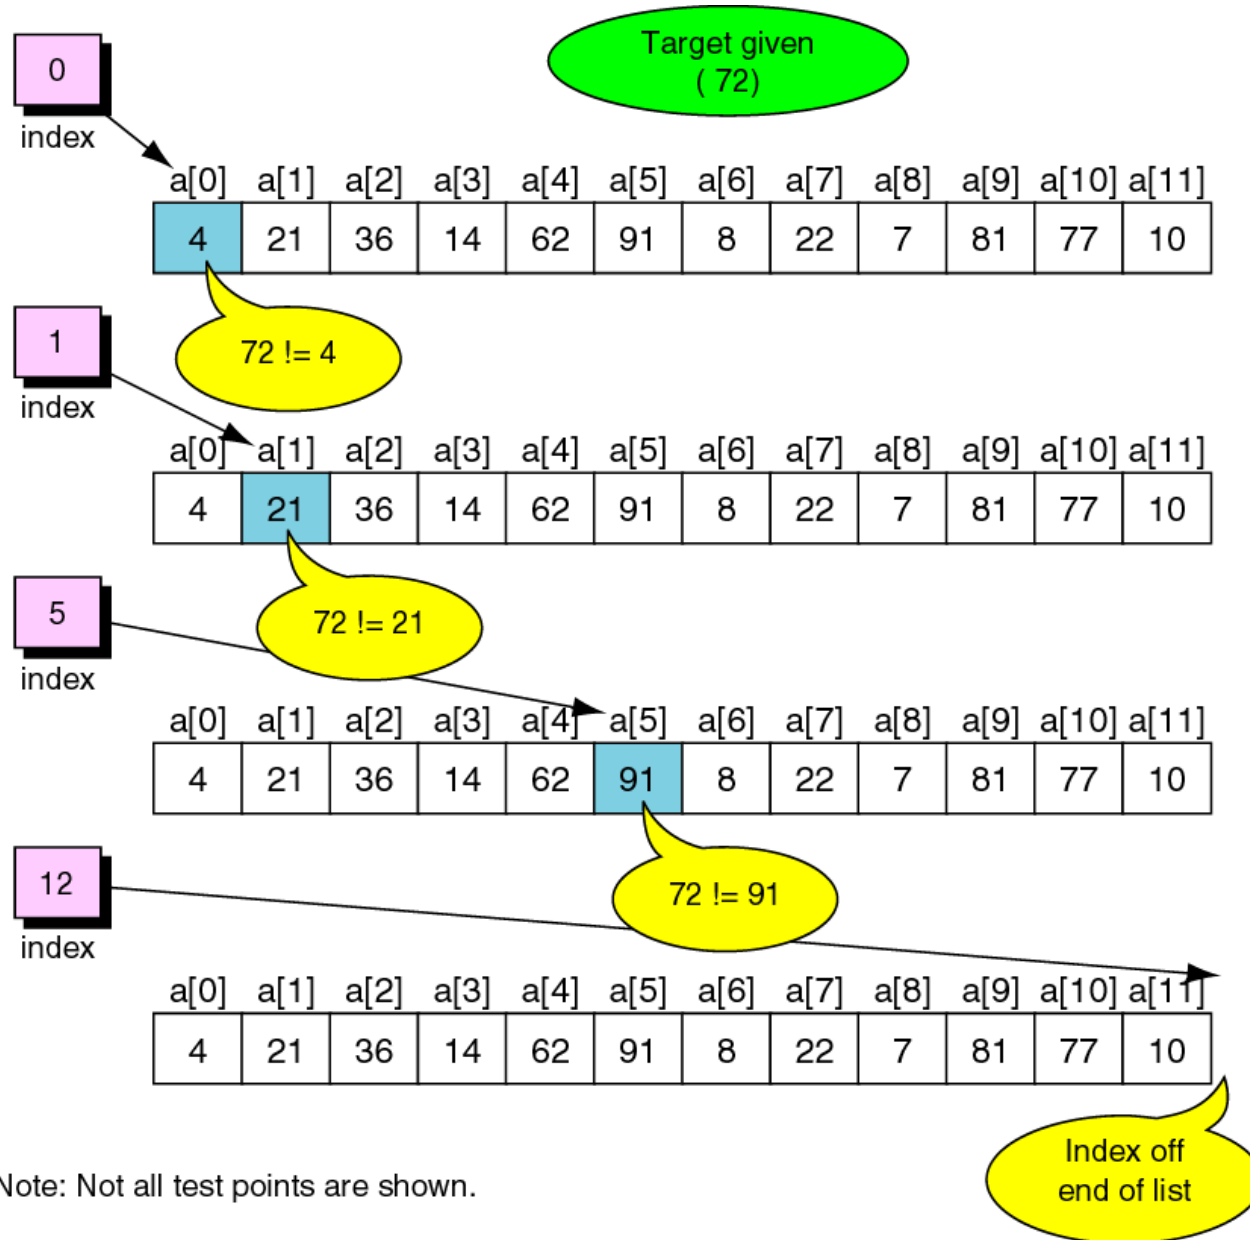 Target given
( 72)
0
index
a[0] a[1] a[2] a[3] a[4] a[5] a[6] a[7] a[8] a[9] a[10] a[11]
4 21 36 14 62 91 8 22 7 81 77 10
72 != 4
1
index
a[0] a[1] a[2] a[3] a[4] a[5] a[6] a[7] a[8] a[9] a[10] a[11]
4 21 36 14 62 91 8 22 7 81 77 10
72 != 21
5
index
a[0] a[1] a[2] a[3] a[4] a[5] a[6] a[7] a[8] a[9] a[10] a[11]
4 21 36 14 62 91 8 22 7 81 77 10
72 != 91
12
index
a[0] a[1] a[2] a[3] a[4] a[5] a[6] a[7] a[8] a[9] a[10] a[11]
4 21 36 14 62 91 8 22 7 81 77 10
Index off
end of list
Note: Not all test points are shown.